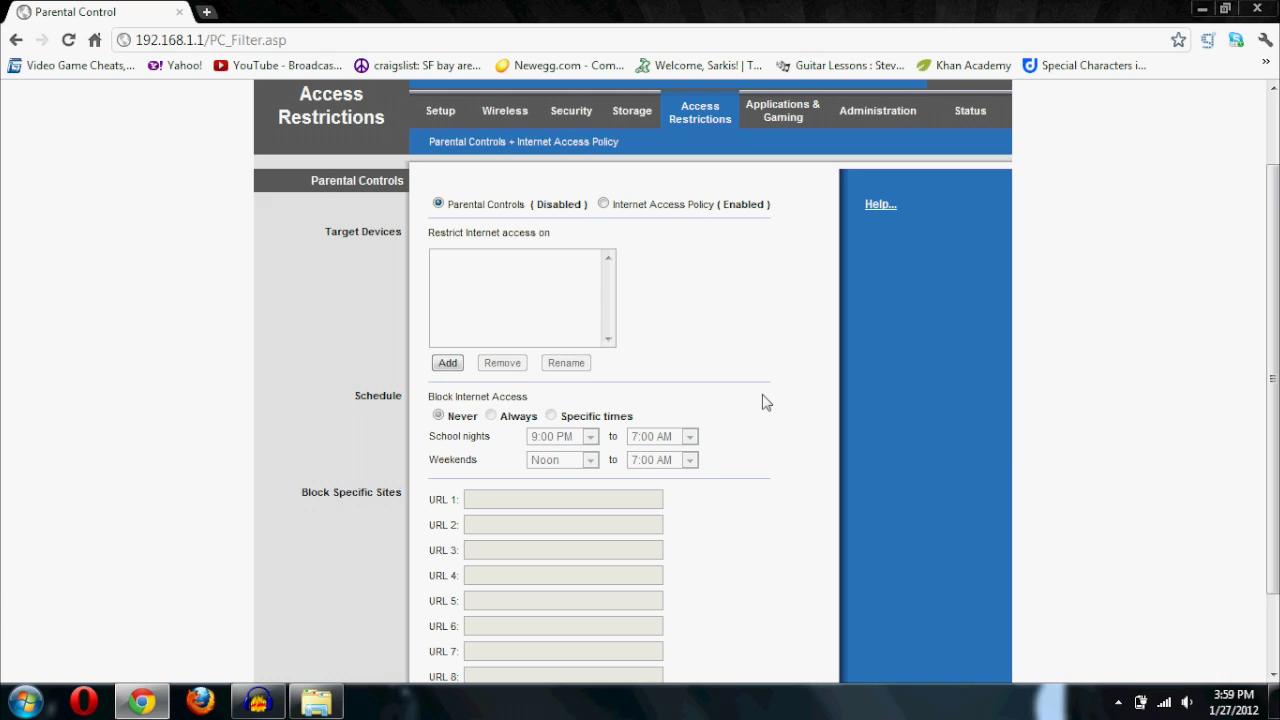 Parental Control
192.168.1.1/PC_Filter.asp
Video Game Cheats,... Yahoo! YouTube - Broadcas... craigslist: SF bay are... Newegg.com - Com... Welcome, Sarkis! | T... Guitar Lessons : Stev... Khan Academy Special Characters i... »
Access Restrictions
Setup Wireless Security Storage Access Restrictions Applications & Gaming Administration Status
Parental Controls + Internet Access Policy
Parental Controls
Parental Controls ( Disabled ) Internet Access Policy ( Enabled )
Help...
Target Devices
Restrict Internet access on
Add Remove Rename
Schedule
Block Internet Access
Never Always Specific times
School nights 9:00 PM to 7:00 AM
Weekends Noon to 7:00 AM
Block Specific Sites
URL 1:
URL 2:
URL 3:
URL 4:
URL 5:
URL 6:
URL 7:
URL 8:
3:59 PM
1/27/2012